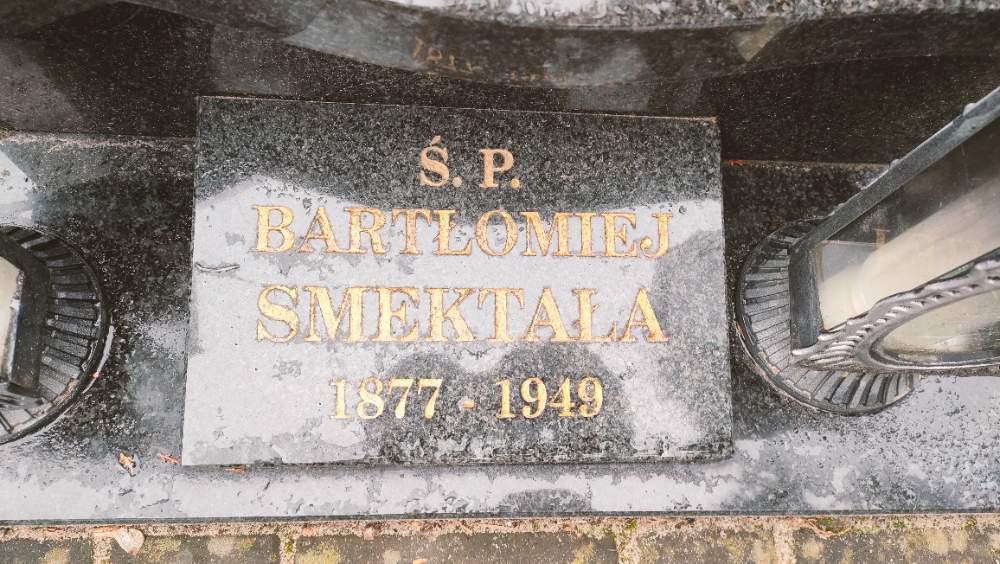 Ś. P.
BARTŁOMIEJ
SMEKTAŁA
1877 - 1949